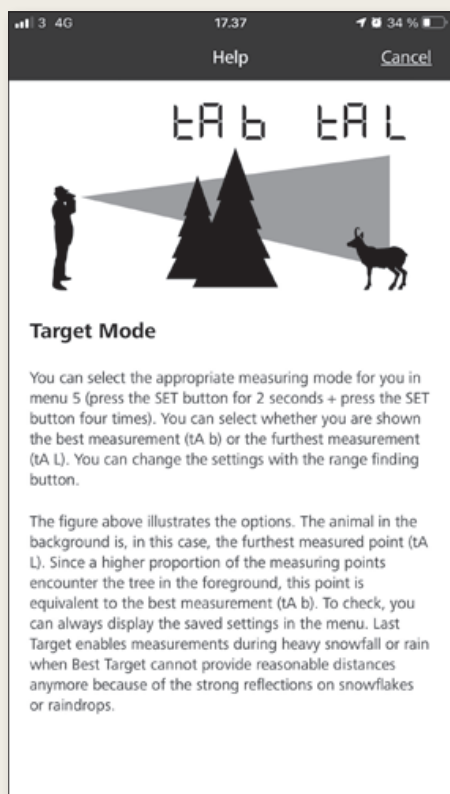 3 4G 17.37 34 %
Help Cancel
tA b tA L
Target Mode
You can select the appropriate measuring mode for you in
menu 5 (press the SET button for 2 seconds + press the SET
button four times). You can select whether you are shown
the best measurement (tA b) or the furthest measurement
(tA L). You can change the settings with the range finding
button.
The figure above illustrates the options. The animal in the
background is, in this case, the furthest measured point (tA
L). Since a higher proportion of the measuring points
encounter the tree in the foreground, this point is
equivalent to the best measurement (tA b). To check, you
can always display the saved settings in the menu. Last
Target enables measurements during heavy snowfall or rain
when Best Target cannot provide reasonable distances
anymore because of the strong reflections on snowflakes
or raindrops.